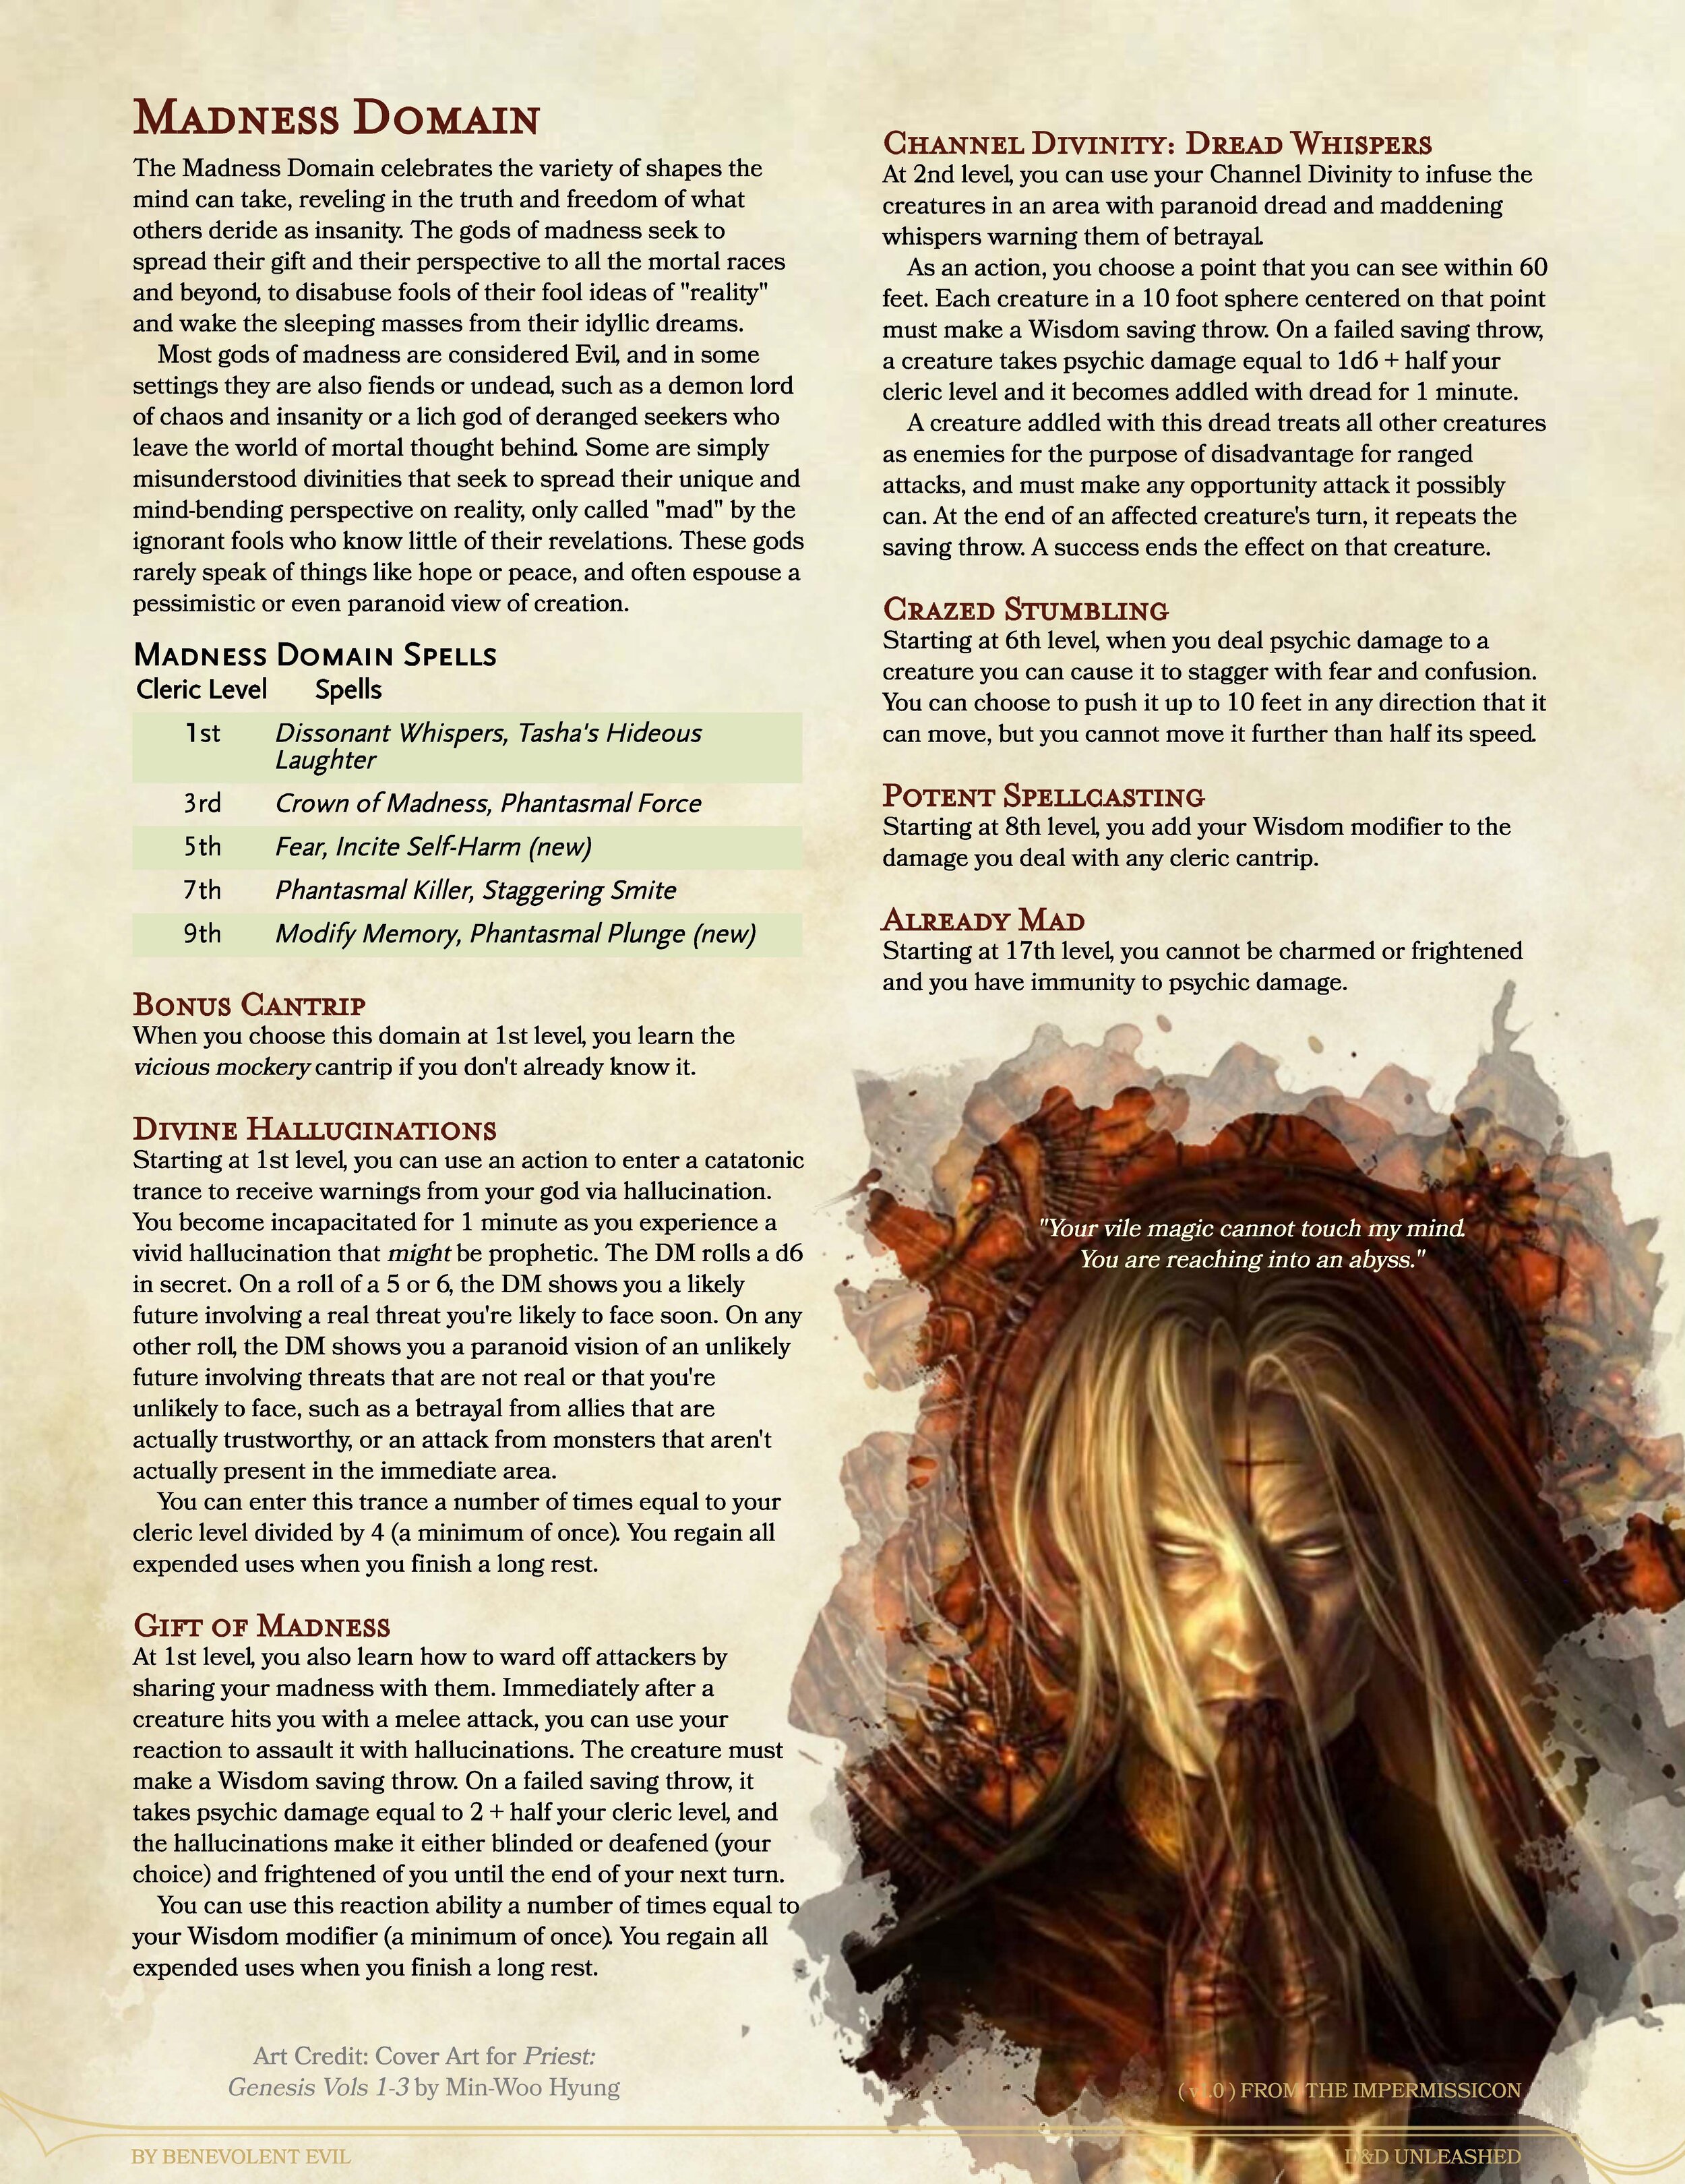 Madness Domain
The Madness Domain celebrates the variety of shapes the
mind can take, reveling in the truth and freedom of what
others deride as insanity. The gods of madness seek to
spread their gift and their perspective to all the mortal races
and beyond, to disabuse fools of their fool ideas of "reality"
and wake the sleeping masses from their idyllic dreams.
Most gods of madness are considered Evil, and in some
settings they are also fiends or undead, such as a demon lord
of chaos and insanity or a lich god of deranged seekers who
leave the world of mortal thought behind. Some are simply
misunderstood divinities that seek to spread their unique and
mind-bending perspective on reality, only called "mad" by the
ignorant fools who know little of their revelations. These gods
rarely speak of things like hope or peace, and often espouse a
pessimistic or even paranoid view of creation.
Madness Domain Spells
Cleric Level Spells
1st Dissonant Whispers, Tasha's Hideous
Laughter
3rd Crown of Madness, Phantasmal Force
5th Fear, Incite Self-Harm (new)
7th Phantasmal Killer, Staggering Smite
9th Modify Memory, Phantasmal Plunge (new)
Bonus Cantrip
When you choose this domain at 1st level, you learn the
vicious mockery cantrip if you don't already know it.
Divine Hallucinations
Starting at 1st level, you can use an action to enter a catatonic
trance to receive warnings from your god via hallucination.
You become incapacitated for 1 minute as you experience a
vivid hallucination that might be prophetic. The DM rolls a d6
in secret. On a roll of a 5 or 6, the DM shows you a likely
future involving a real threat you're likely to face soon. On any
other roll, the DM shows you a paranoid vision of an unlikely
future involving threats that are not real or that you're
unlikely to face, such as a betrayal from allies that are
actually trustworthy, or an attack from monsters that aren't
actually present in the immediate area.
You can enter this trance a number of times equal to your
cleric level divided by 4 (a minimum of once). You regain all
expended uses when you finish a long rest.
Gift of Madness
At 1st level, you also learn how to ward off attackers by
sharing your madness with them. Immediately after a
creature hits you with a melee attack, you can use your
reaction to assault it with hallucinations. The creature must
make a Wisdom saving throw. On a failed saving throw, it
takes psychic damage equal to 2 + half your cleric level, and
the hallucinations make it either blinded or deafened (your
choice) and frightened of you until the end of your next turn.
You can use this reaction ability a number of times equal to
your Wisdom modifier (a minimum of once). You regain all
expended uses when you finish a long rest.
Art Credit: Cover Art for Priest:
Genesis Vols 1-3 by Min-Woo Hyung
Channel Divinity: Dread Whispers
At 2nd level, you can use your Channel Divinity to infuse the
creatures in an area with paranoid dread and maddening
whispers warning them of betrayal.
As an action, you choose a point that you can see within 60
feet. Each creature in a 10 foot sphere centered on that point
must make a Wisdom saving throw. On a failed saving throw,
a creature takes psychic damage equal to 1d6 + half your
cleric level and it becomes addled with dread for 1 minute.
A creature addled with this dread treats all other creatures
as enemies for the purpose of disadvantage for ranged
attacks, and must make any opportunity attack it possibly
can. At the end of an affected creature's turn, it repeats the
saving throw. A success ends the effect on that creature.
Crazed Stumbling
Starting at 6th level, when you deal psychic damage to a
creature you can cause it to stagger with fear and confusion.
You can choose to push it up to 10 feet in any direction that it
can move, but you cannot move it further than half its speed.
Potent Spellcasting
Starting at 8th level, you add your Wisdom modifier to the
damage you deal with any cleric cantrip.
Already Mad
Starting at 17th level, you cannot be charmed or frightened
and you have immunity to psychic damage.
"Your vile magic cannot touch my mind.
You are reaching into an abyss."
FROM THE IMPERMISSICON
BY BENEVOLENT EVIL
D&D UNLEASHED